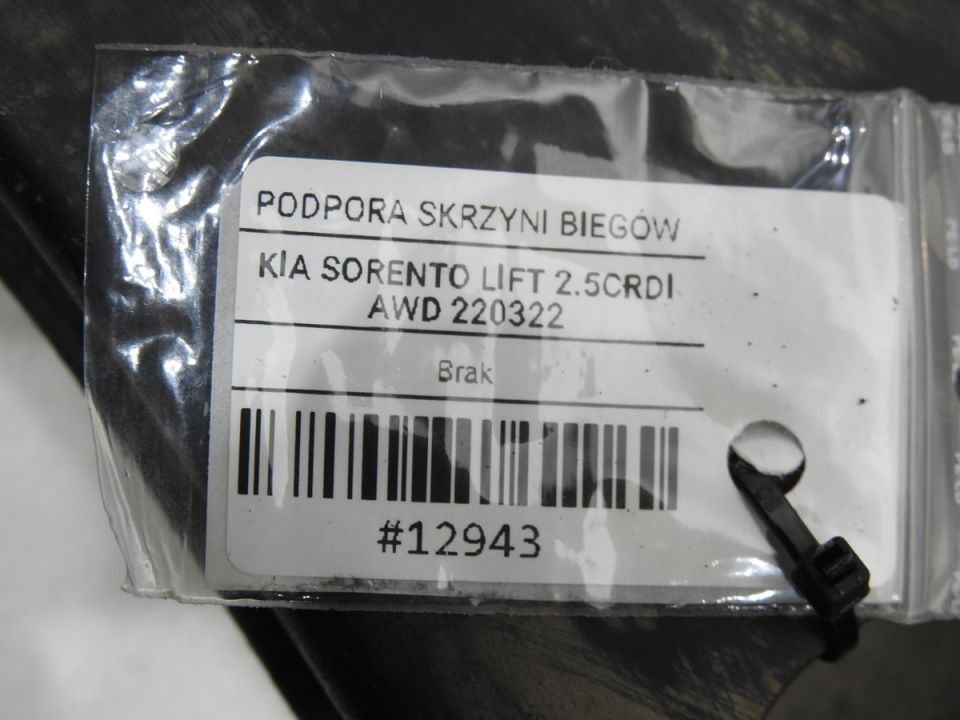 PODPORA SKRZYNI BIEGÓW
KIA SORENTO LIFT 2.5CRDI
AWD 220322
Brak
#12943